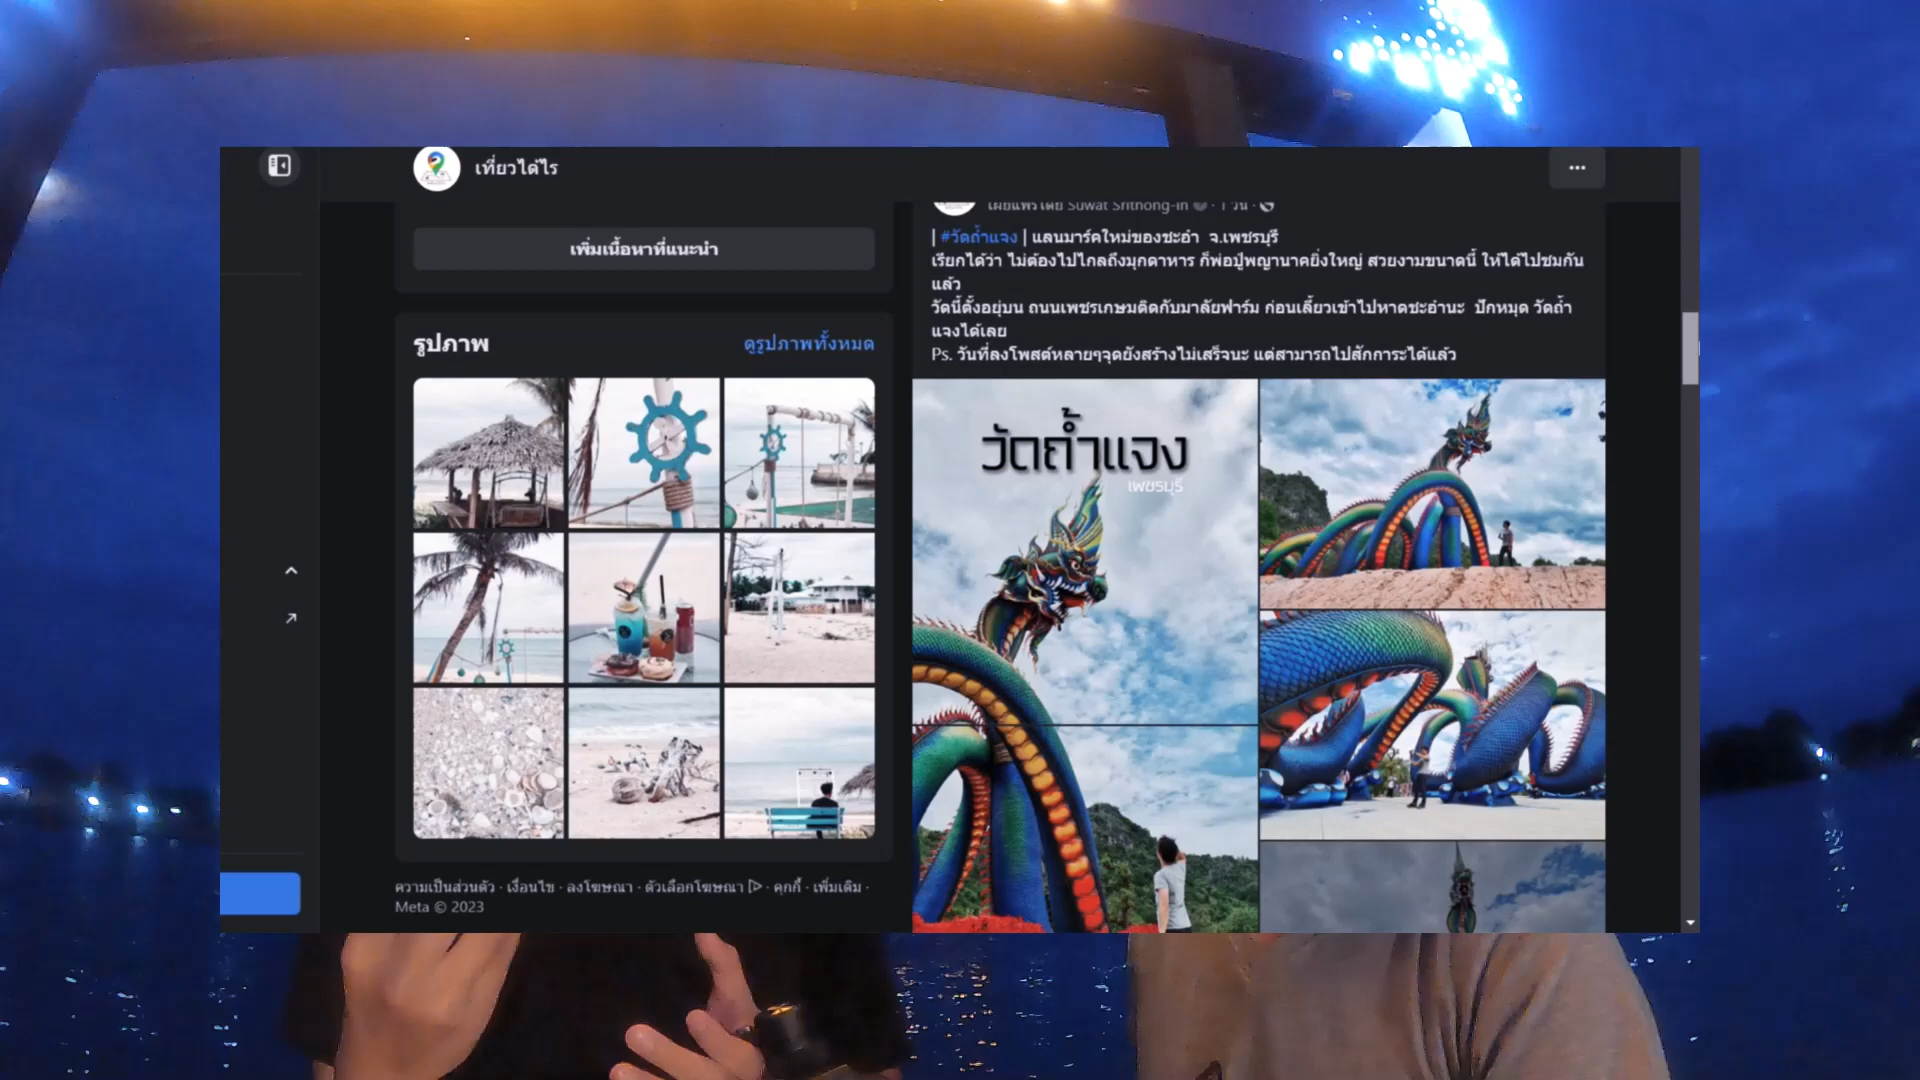 เที่ยวได้ไร
...
เพิ่มเนื้อหาที่แนะนำ
รูปภาพ
ดูรูปภาพทั้งหมด
ความเป็นส่วนตัว · เงื่อนไข · ลงโฆษณา · ตัวเลือกโฆษณา · คุกกี้ · เพิ่มเติม ·
Meta © 2023
เผยแพร่โดย Suwat Srithong-in · 1 วัน ·
| #วัดถ้ำแจง | แลนมาร์คใหม่ของชะอำ จ.เพชรบุรี
เรียกได้ว่า ไม่ต้องไปไกลถึงมุกดาหาร ก็พ่อปู่พญานาคยิ่งใหญ่ สวยงามขนาดนี้ ให้ได้ไปชมกัน
แล้ว
วัดนี้ตั้งอยู่บน ถนนเพชรเกษมติดกับมาลัยฟาร์ม ก่อนเลี้ยวเข้าไปหาดชะอำนะ ปักหมุด วัดถ้ำ
แจงได้เลย
Ps. วันที่ลงโพสต์หลายๆจุดยังสร้างไม่เสร็จนะ แต่สามารถไปสักการะได้แล้ว
วัดถ้ำแจง
เพชรบุรี